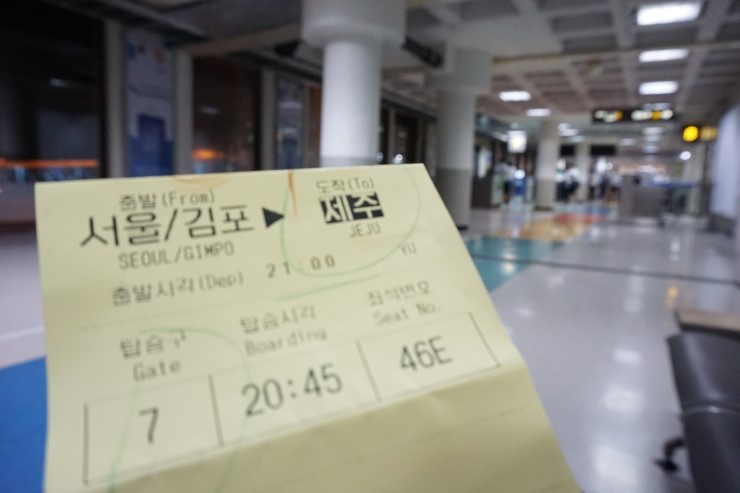 출발(From)
서울/김포 ▶
SEOUL/GIMPO
도착(To)
제주
JEJU
출발시각(Dep) 21:00 YU
탑승구
Gate
7
탑승시각
Boarding
20:45
좌석번호
Seat No.
46E